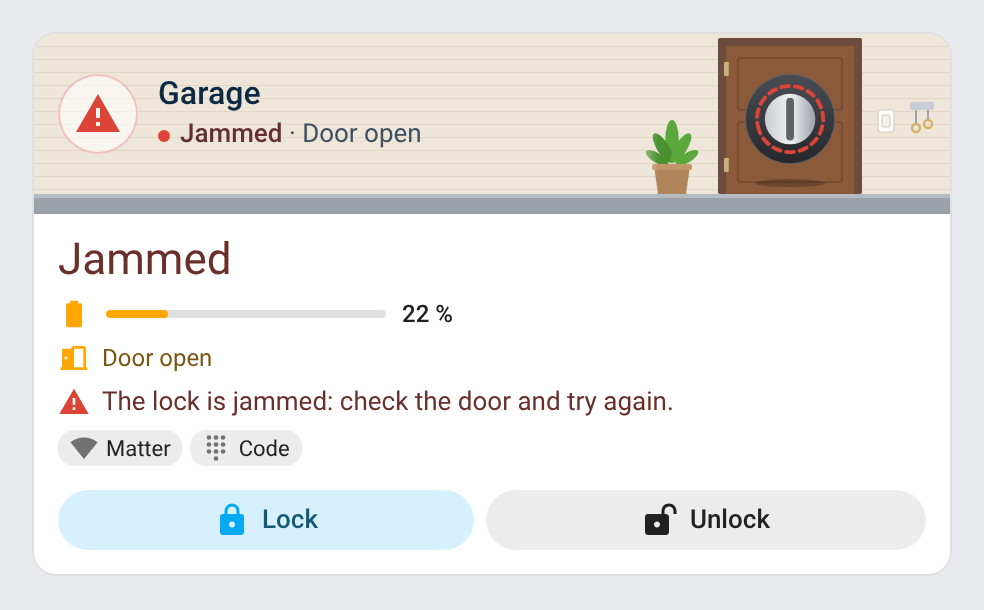 Garage
Jammed · Door open
Jammed
22 %
Door open
The lock is jammed: check the door and try again.
Matter Code
Lock Unlock